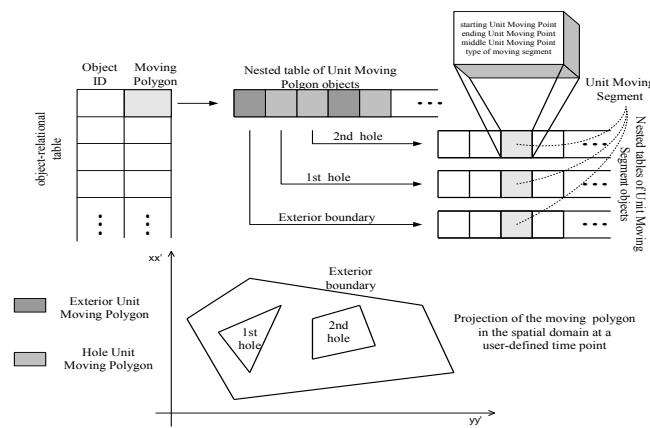 starting Unit Moving Point
ending Unit Moving Point
middle Unit Moving Point
type of moving segment
Object
ID
Moving
Polygon
Nested table of Unit Moving
Polgon objects
Unit Moving
Segment
object-relational
table
2nd hole
1st hole
Exterior boundary
Nested tables of Unit Moving
Segment objects
xx'
Exterior
boundary
Exterior Unit
Moving Polygon
1st
hole
2nd
hole
Projection of the moving polygon
in the spatial domain at a
user-defined time point
Hole Unit
Moving Polygon
yy'